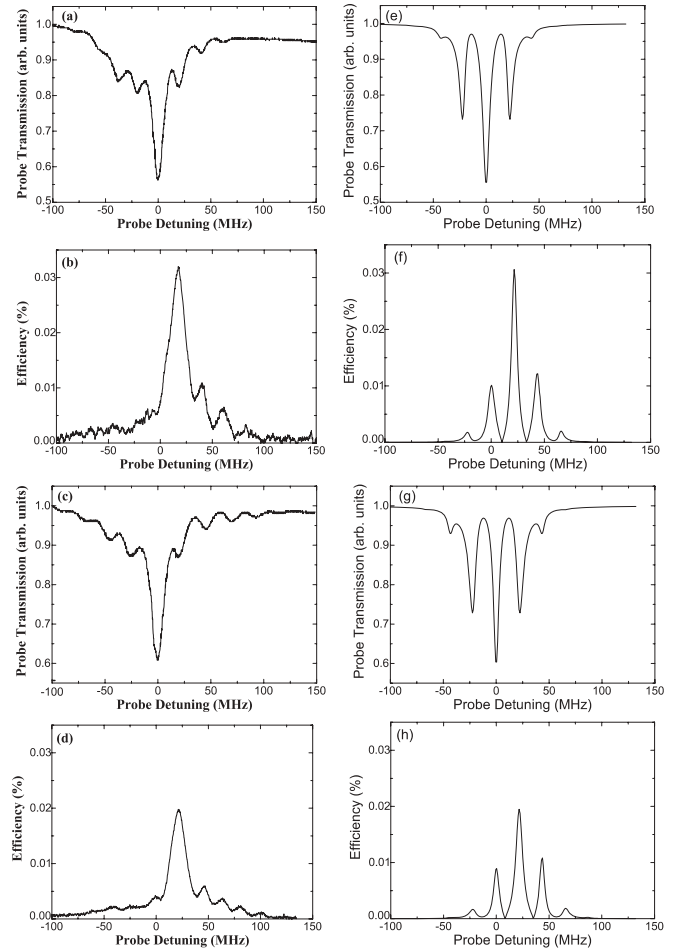 (a)
Probe Transmission (arb. units)
1.0
0.9
0.8
0.7
0.6
0.5
-100 -50 0 50 100 150
Probe Detuning (MHz)
(e)
Probe Transmission (arb. units)
1.0
0.9
0.8
0.7
0.6
0.5
-100 -50 0 50 100 150
Probe Detuning (MHz)
(b)
Efficiency (%)
0.03
0.02
0.01
0.00
-100 -50 0 50 100 150
Probe Detuning (MHz)
(f)
Efficiency (%)
0.03
0.02
0.01
0.00
-100 -50 0 50 100 150
Probe Detuning (MHz)
(c)
Probe Transmission (arb. units)
1.0
0.9
0.8
0.7
0.6
-100 -50 0 50 100 150
Probe Detuning (MHz)
(g)
Probe Transmission (arb. units)
1.0
0.9
0.8
0.7
0.6
-100 -50 0 50 100 150
Probe Detuning (MHz)
(d)
Efficiency (%)
0.03
0.02
0.01
0.00
-100 -50 0 50 100 150
Probe Detuning (MHz)
(h)
Efficiency (%)
0.03
0.02
0.01
0.00
-100 -50 0 50 100 150
Probe Detuning (MHz)